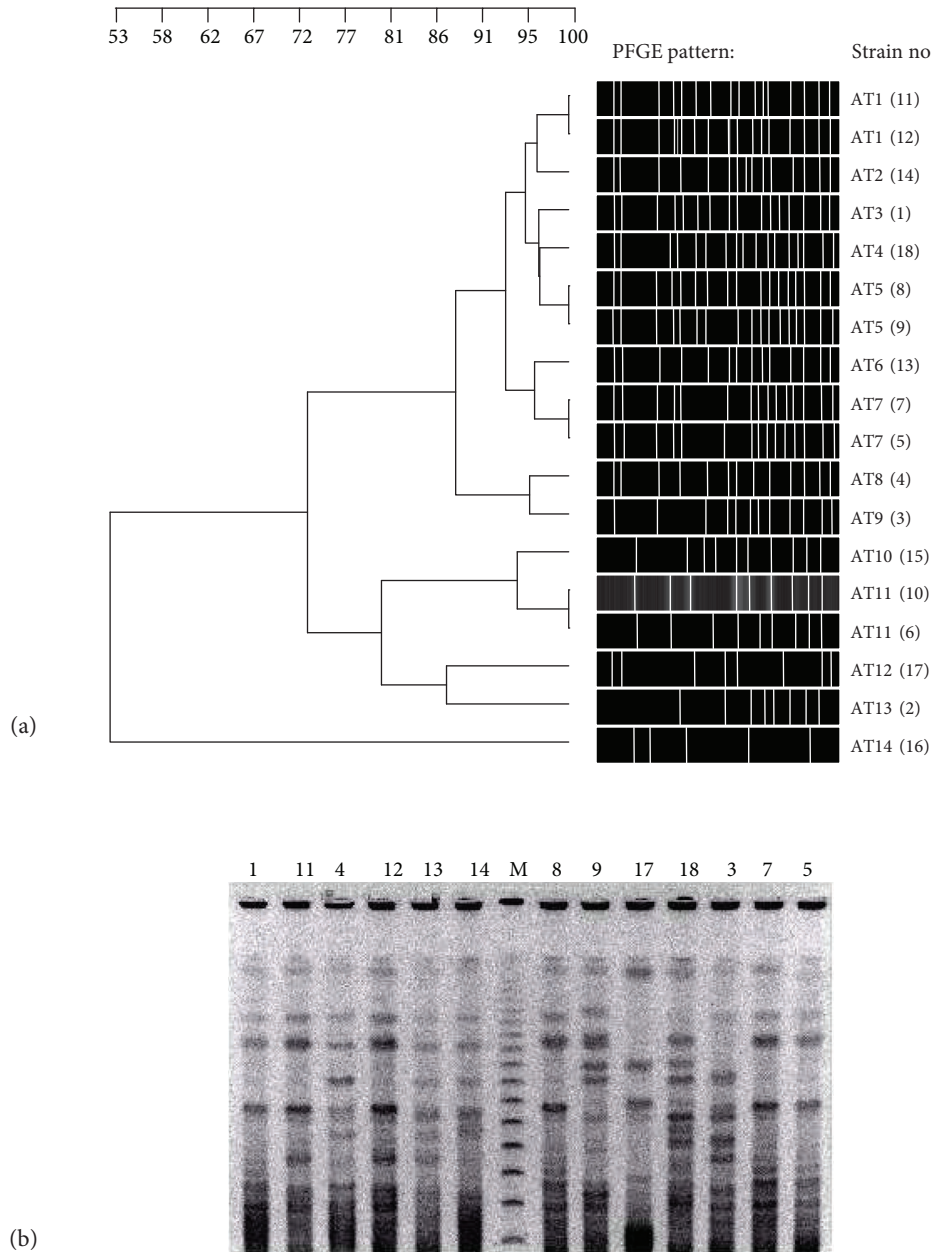 53 58 62 67 72 77 81 86 91 95 100
PFGE pattern: Strain no
AT1 (11)
AT1 (12)
AT2 (14)
AT3 (1)
AT4 (18)
AT5 (8)
AT5 (9)
AT6 (13)
AT7 (7)
AT7 (5)
AT8 (4)
AT9 (3)
AT10 (15)
AT11 (10)
AT11 (6)
AT12 (17)
AT13 (2)
AT14 (16)
(a)
1 11 4 12 13 14 M 8 9 17 18 3 7 5
(b)